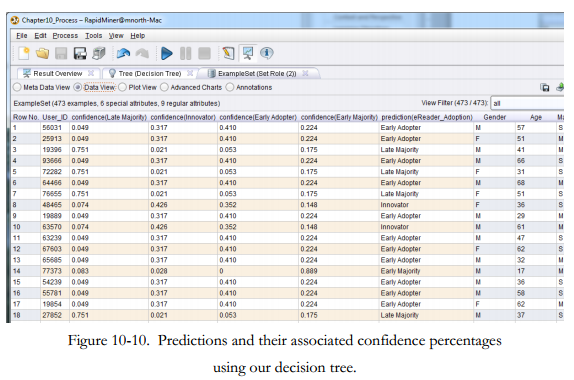 Chapter10_Process – RapidMiner@mnorth-Mac
File Edit Process Tools View Help
Result Overview Tree (Decision Tree) ExampleSet (Set Role (2))
Meta Data View Data View Plot View Advanced Charts Annotations
ExampleSet (473 examples, 6 special attributes, 9 regular attributes) View Filter (473 / 473): all
Row No. User_ID confidence(Late Majority) confidence(Innovator) confidence(Early Adopter) confidence(Early Majority) prediction(eReader_Adoption) Gender Age Ma
1 56031 0.049 0.317 0.410 0.224 Early Adopter M 57 S
2 25913 0.049 0.317 0.410 0.224 Early Adopter F 51 M
3 19396 0.751 0.021 0.053 0.175 Late Majority M 41 M
4 93666 0.049 0.317 0.410 0.224 Early Adopter M 66 S
5 72282 0.751 0.021 0.053 0.175 Late Majority F 31 S
6 64466 0.049 0.317 0.410 0.224 Early Adopter M 68 M
7 76655 0.751 0.021 0.053 0.175 Late Majority F 51 S
8 48465 0.074 0.426 0.352 0.148 Innovator F 36 S
9 19889 0.049 0.317 0.410 0.224 Early Adopter M 29 M
10 63570 0.074 0.426 0.352 0.148 Innovator M 61 M
11 63239 0.049 0.317 0.410 0.224 Early Adopter M 47 S
12 67603 0.049 0.317 0.410 0.224 Early Adopter F 62 S
13 65685 0.049 0.317 0.410 0.224 Early Adopter M 32 M
14 77373 0.083 0.028 0 0.889 Early Majority M 17 M
15 54239 0.049 0.317 0.410 0.224 Early Adopter M 36 S
16 55781 0.049 0.317 0.410 0.224 Early Adopter M 58 S
17 19854 0.049 0.317 0.410 0.224 Early Adopter F 62 M
18 27852 0.751 0.021 0.053 0.175 Late Majority M 37 S
Figure 10-10. Predictions and their associated confidence percentages
using our decision tree.